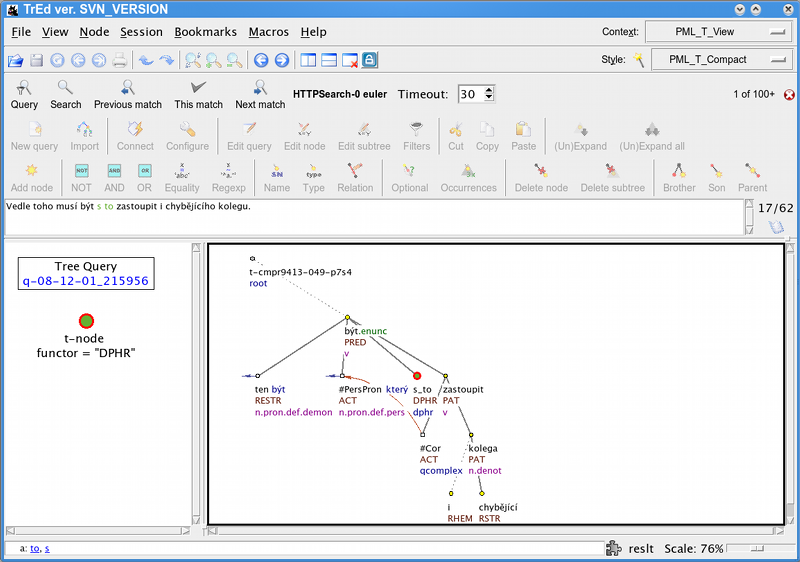 TrEd ver. SVN_VERSION
File View Node Session Bookmarks Macros Help
Context: PML_T_View
Style: PML_T_Compact
Query Search Previous match This match Next match HTTPSearch-0 euler Timeout: 30 1 of 100+
New query Import Connect Configure Edit query Edit node Edit subtree Filters Cut Copy Paste (Un)Expand (Un)Expand all
NOT AND OR
Add node NOT AND OR Equality Regexp Name Type Relation Optional Occurrences Delete node Delete subtree Brother Son Parent
Vedle toho musí být s to zastoupit i chybějícího kolegu.
17/62
Tree Query
q-08-12-01_215956
t-node
functor = "DPHR"
t-cmpr9413-049-p7s4
root
být.enunc
PRED
v
ten být #PersPron který s_to zastoupit
RESTR ACT DPHR PAT
n.pron.def.demon n.pron.def.pers dphr v
#Cor kolega
ACT PAT
qcomplex n.denot
i chybějící
RHEM RSTR
a: to, s
reslt Scale: 76%